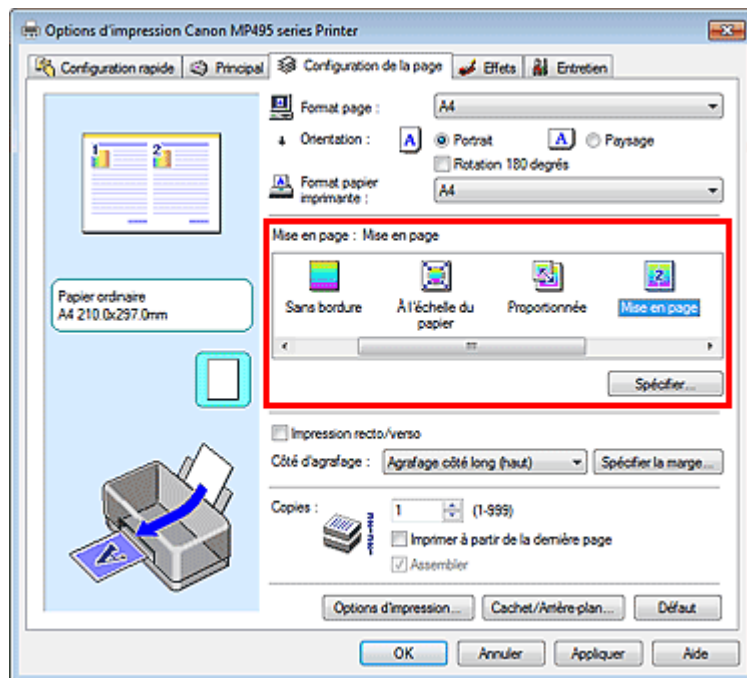 Options d'impression Canon MP495 series Printer
Configuration rapide
Principal
Configuration de la page
Effets
Entretien
Format page :
A4
Orientation :
A
Portrait
A
Paysage
Rotation 180 degrés
Format papier
imprimante :
A4
1
2
Papier ordinaire
A4 210.0x297.0mm
Mise en page : Mise en page
Sans bordure
À l'échelle du
papier
Proportionnée
2
Mise en page
Spécifier...
Impression recto/verso
Côté d'agrafage :
Agrafage côté long (haut)
Spécifier la marge...
Copies :
1
(1-999)
Imprimer à partir de la dernière page
Assembler
A
Options d'impression...
Cachet/Arrière-plan...
Défaut
OK
Annuler
Appliquer
Aide